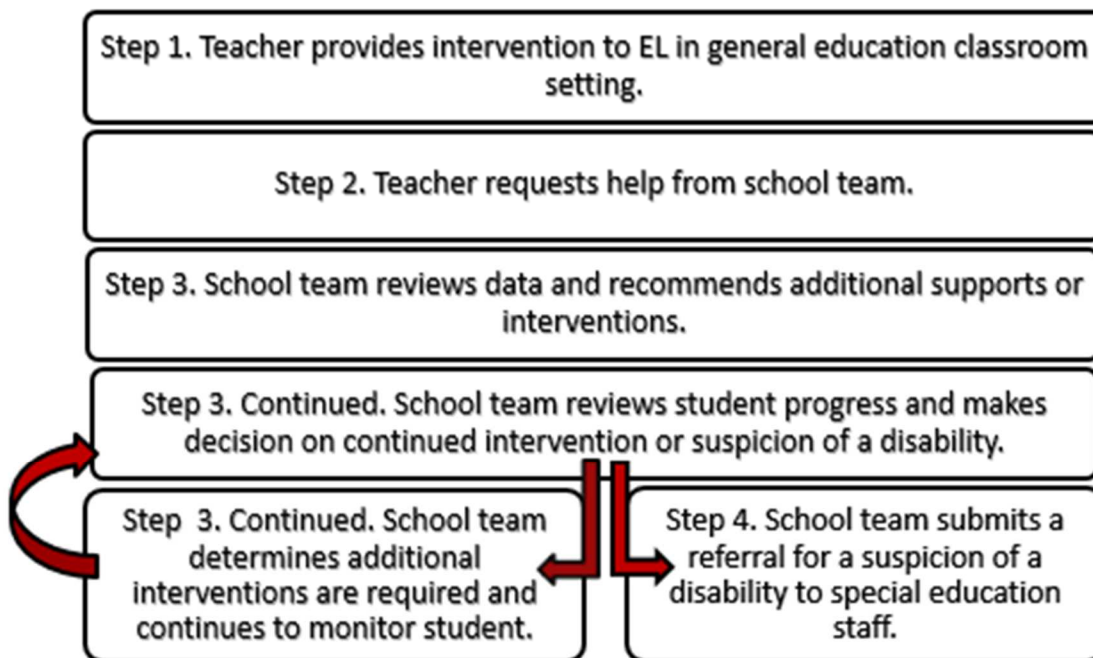 Step 1. Teacher provides intervention to EL in general education classroom
setting.
Step 2. Teacher requests help from school team.
Step 3. School team reviews data and recommends additional supports or
interventions.
Step 3. Continued. School team reviews student progress and makes
decision on continued intervention or suspicion of a disability.
Step 3. Continued. School team
determines additional
interventions are required and
continues to monitor student.
Step 4. School team submits a
referral for a suspicion of a
disability to special education
staff.